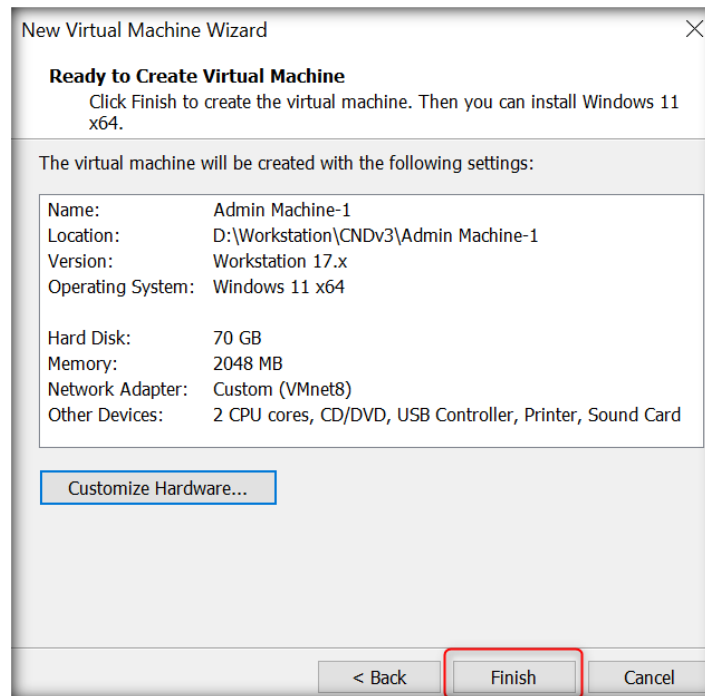 New Virtual Machine Wizard
Ready to Create Virtual Machine
Click Finish to create the virtual machine. Then you can install Windows 11
x64.
The virtual machine will be created with the following settings:
Name: Admin Machine-1
Location: D:\Workstation\CNDv3\Admin Machine-1
Version: Workstation 17.x
Operating System: Windows 11 x64
Hard Disk: 70 GB
Memory: 2048 MB
Network Adapter: Custom (VMnet8)
Other Devices: 2 CPU cores, CD/DVD, USB Controller, Printer, Sound Card
Customize Hardware...
< Back Finish Cancel